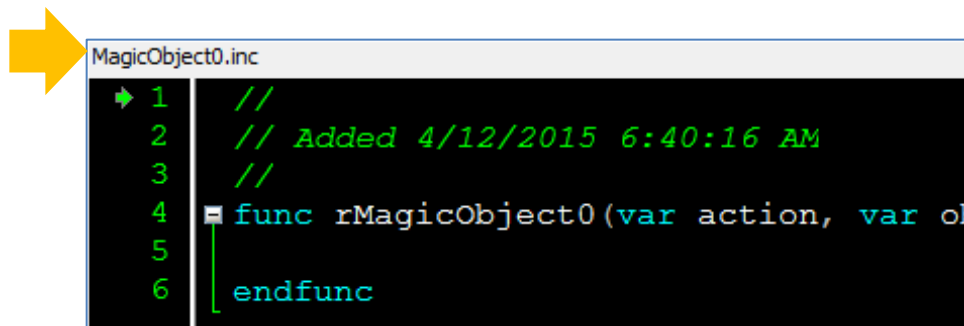 MagicObject0.inc
1 //
2 // Added 4/12/2015 6:40:16 AM
3 //
4 func rMagicObject0(var action, var
5
6 endfunc